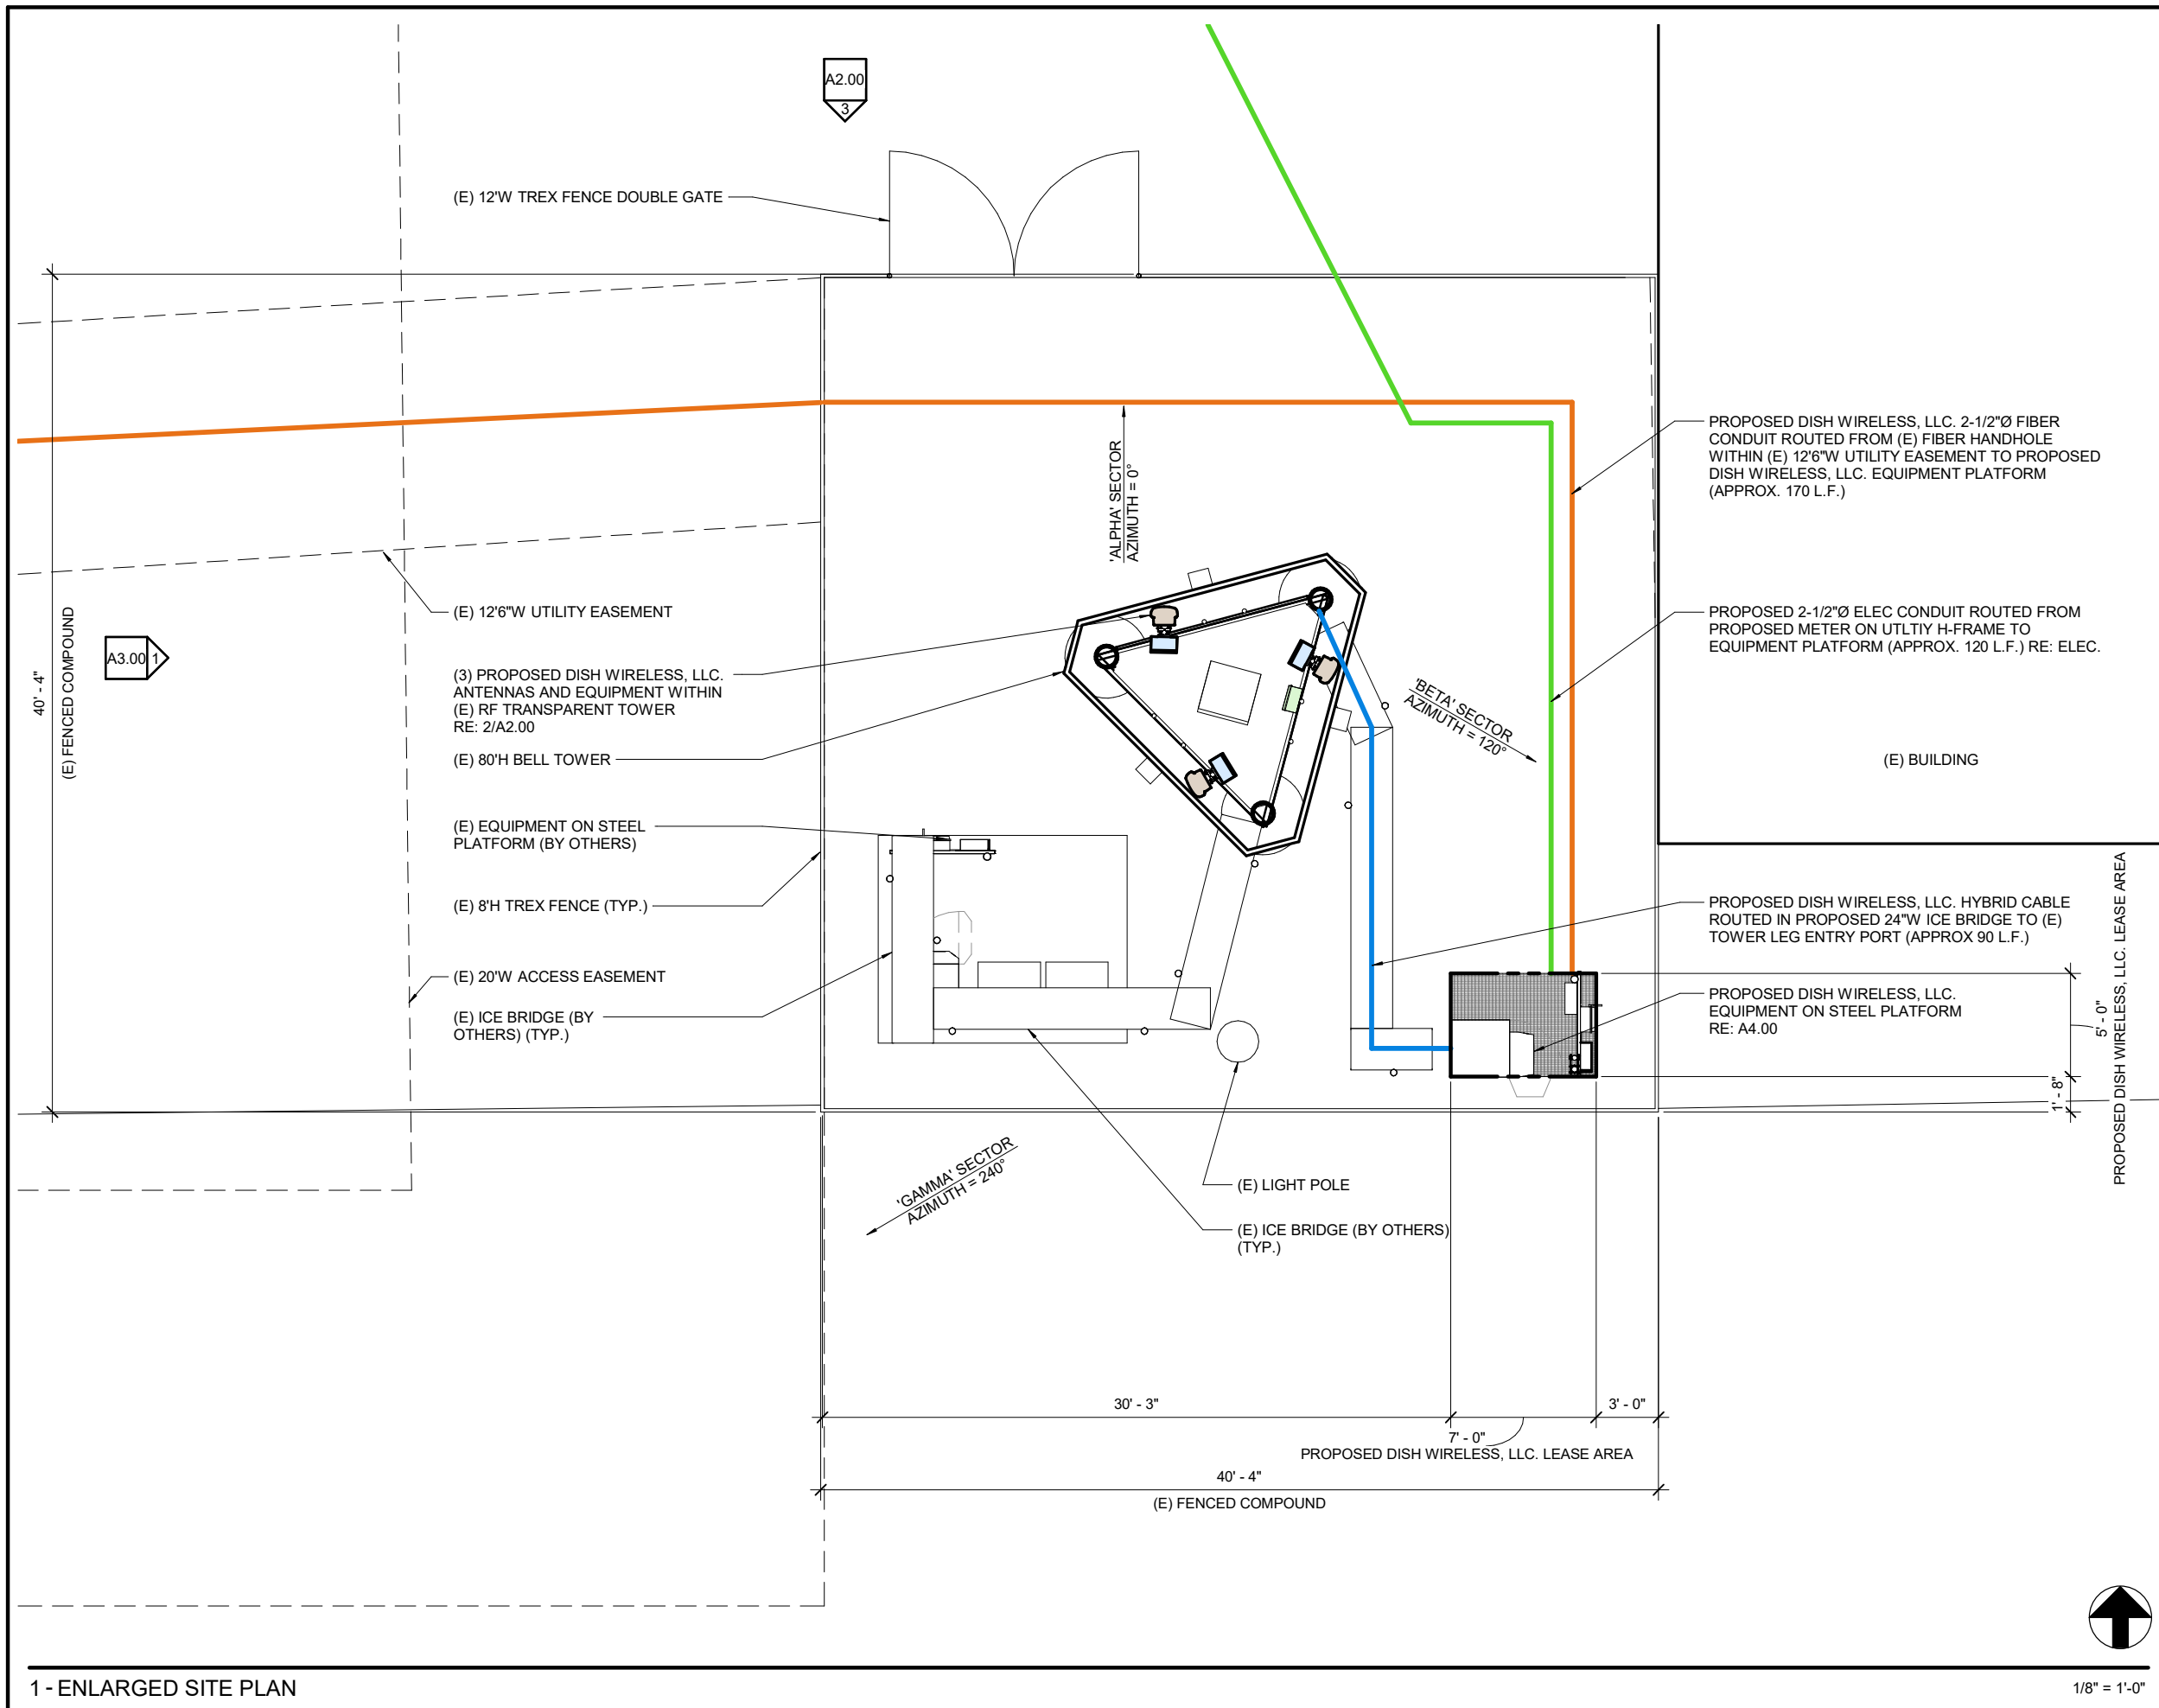 A2.00
3
(E) 12'W TREX FENCE DOUBLE GATE
40' - 4"
(E) FENCED COMPOUND
A3.00
1
'ALPHA' SECTOR
AZIMUTH = 0°
PROPOSED DISH WIRELESS, LLC. 2-1/2"Ø FIBER
CONDUIT ROUTED FROM (E) FIBER HANDHOLE
WITHIN (E) 12'6"W UTILITY EASEMENT TO PROPOSED
DISH WIRELESS, LLC. EQUIPMENT PLATFORM
(APPROX. 170 L.F.)
(E) 12'6"W UTILITY EASEMENT
PROPOSED 2-1/2"Ø ELEC CONDUIT ROUTED FROM
PROPOSED METER ON UTLTIY H-FRAME TO
EQUIPMENT PLATFORM (APPROX. 120 L.F.) RE: ELEC.
(3) PROPOSED DISH WIRELESS, LLC.
ANTENNAS AND EQUIPMENT WITHIN
(E) RF TRANSPARENT TOWER
RE: 2/A2.00
'BETA' SECTOR
AZIMUTH = 120°
(E) 80'H BELL TOWER
(E) BUILDING
(E) EQUIPMENT ON STEEL
PLATFORM (BY OTHERS)
(E) 8'H TREX FENCE (TYP.)
PROPOSED DISH WIRELESS, LLC. HYBRID CABLE
ROUTED IN PROPOSED 24"W ICE BRIDGE TO (E)
TOWER LEG ENTRY PORT (APPROX 90 L.F.)
(E) 20'W ACCESS EASEMENT
(E) ICE BRIDGE (BY
OTHERS) (TYP.)
PROPOSED DISH WIRELESS, LLC.
EQUIPMENT ON STEEL PLATFORM
RE: A4.00
5' - 0"
PROPOSED DISH WIRELESS, LLC. LEASE AREA
1' - 8"
'GAMMA' SECTOR
AZIMUTH = 240°
(E) LIGHT POLE
(E) ICE BRIDGE (BY OTHERS)
(TYP.)
30' - 3"
3' - 0"
7' - 0"
PROPOSED DISH WIRELESS, LLC. LEASE AREA
40' - 4"
(E) FENCED COMPOUND
1 - ENLARGED SITE PLAN
1/8" = 1'-0"